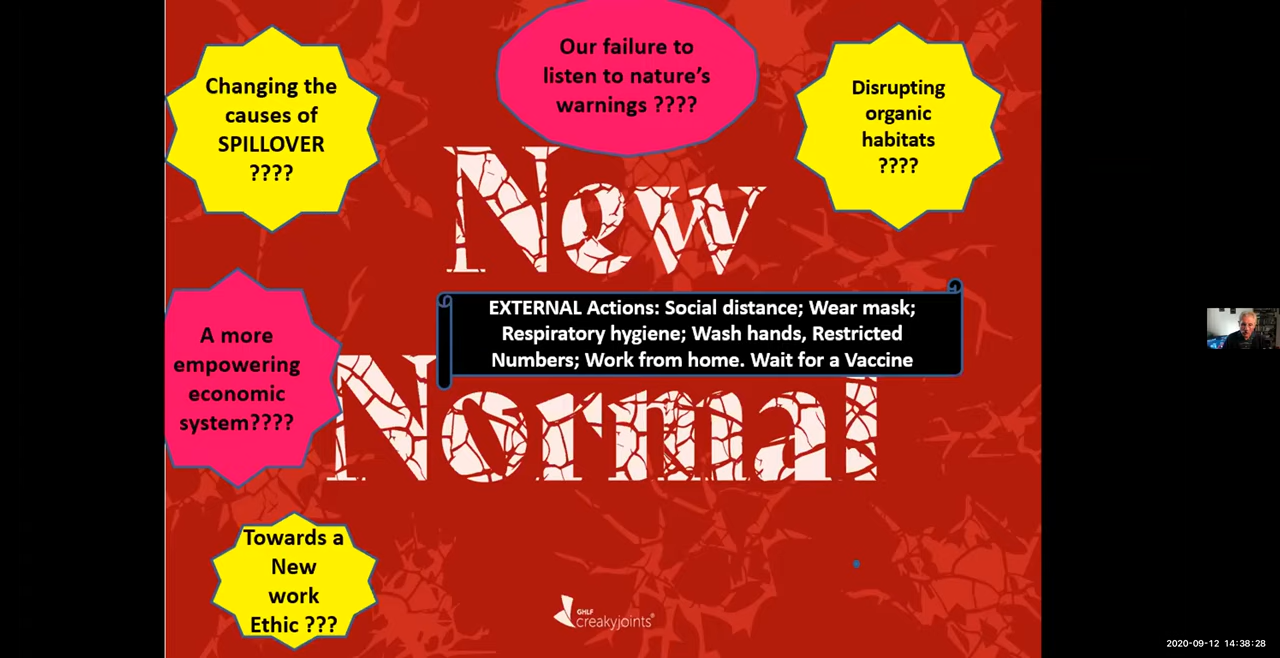 Our failure to
listen to nature's
warnings ????
Changing the
causes of
SPILLOVER
????
Disrupting
organic
habitats
????
New
EXTERNAL Actions: Social distance; Wear mask;
Respiratory hygiene; Wash hands, Restricted
Numbers; Work from home. Wait for a Vaccine
A more
empowering
economic
system????
Normal
Towards a
New
work
Ethic ???
GHLF
creakyjoints®
2020-09-12 14:38:28